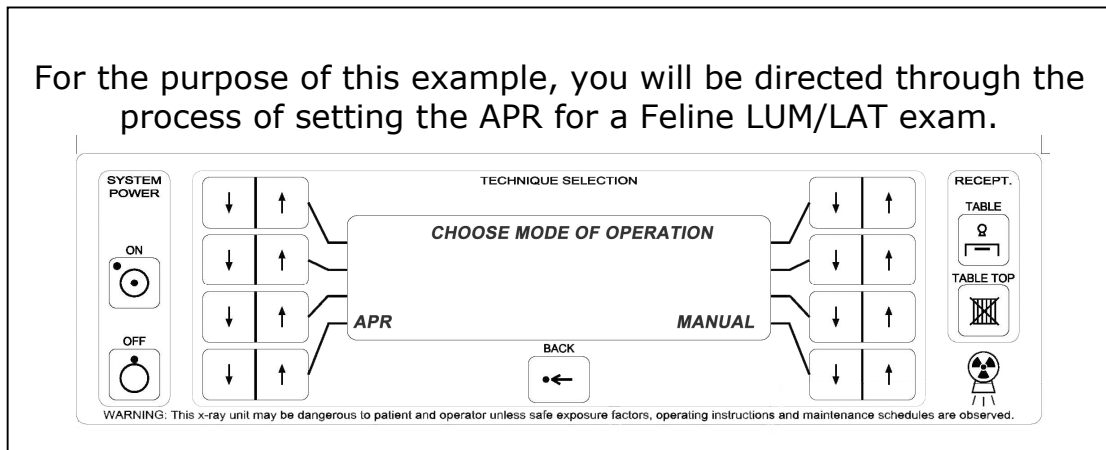 For the purpose of this example, you will be directed through the
process of setting the APR for a Feline LUM/LAT exam.
SYSTEM
POWER
ON
OFF
TECHNIQUE SELECTION
CHOOSE MODE OF OPERATION
APR
MANUAL
BACK
RECEPT.
TABLE
TABLE TOP
WARNING: This x-ray unit may be dangerous to patient and operator unless safe exposure factors, operating instructions and maintenance schedules are observed.